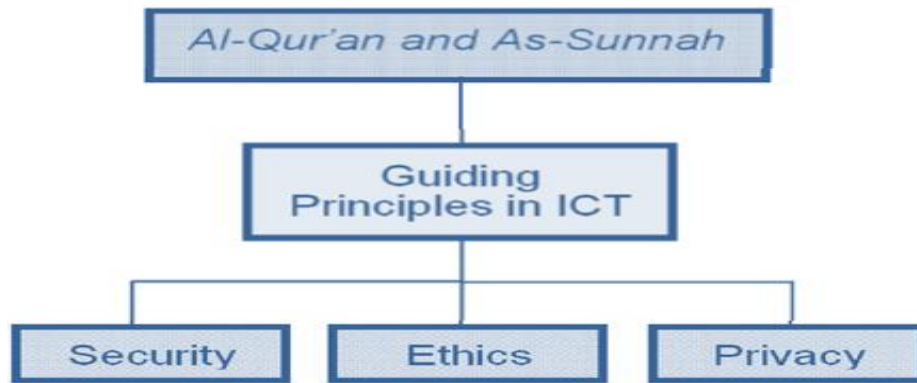 Al-Qur'an and As-Sunnah
Guiding
Principles in ICT
Security
Ethics
Privacy